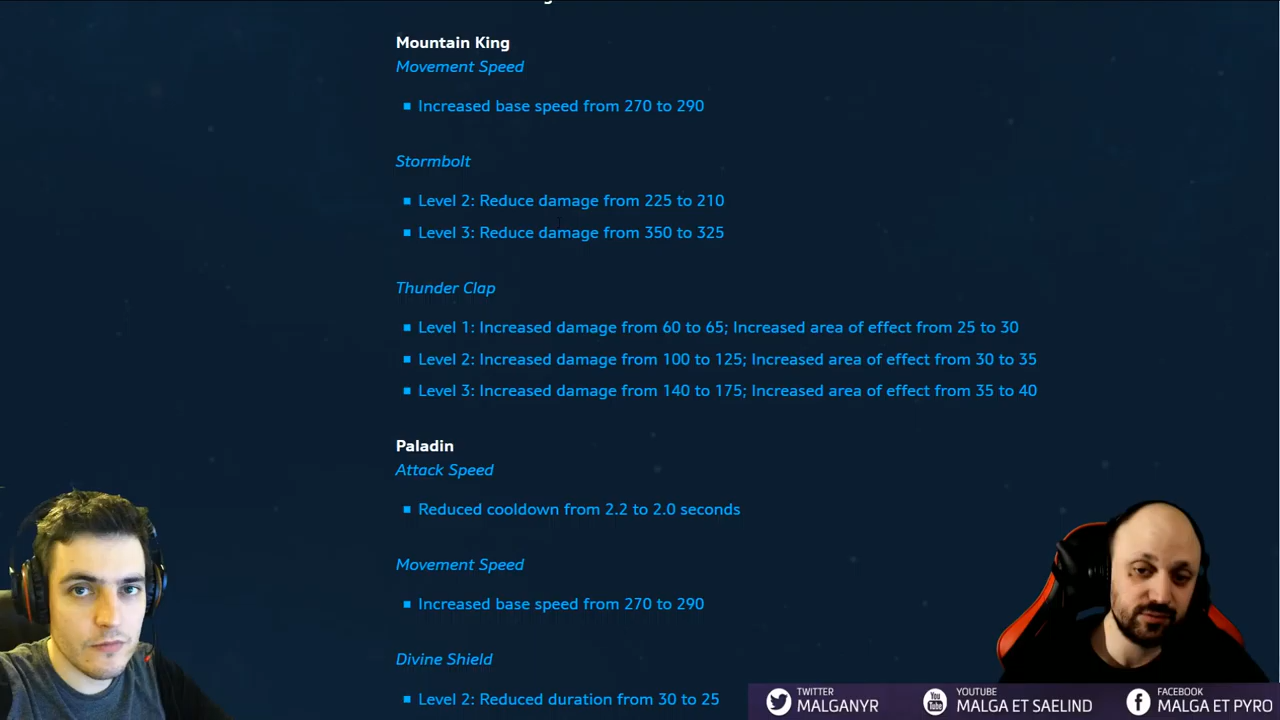 Mountain King
Movement Speed
▪ Increased base speed from 270 to 290
Stormbolt
▪ Level 2: Reduce damage from 225 to 210
▪ Level 3: Reduce damage from 350 to 325
Thunder Clap
▪ Level 1: Increased damage from 60 to 65; Increased area of effect from 25 to 30
▪ Level 2: Increased damage from 100 to 125; Increased area of effect from 30 to 35
▪ Level 3: Increased damage from 140 to 175; Increased area of effect from 35 to 40
Paladin
Attack Speed
▪ Reduced cooldown from 2.2 to 2.0 seconds
Movement Speed
▪ Increased base speed from 270 to 290
Divine Shield
▪ Level 2: Reduced duration from 30 to 25
TWITTER
MALGANYR
You Tube
YOUTUBE
MALGA ET SAELIND
FACEBOOK
MALGA ET PYRO